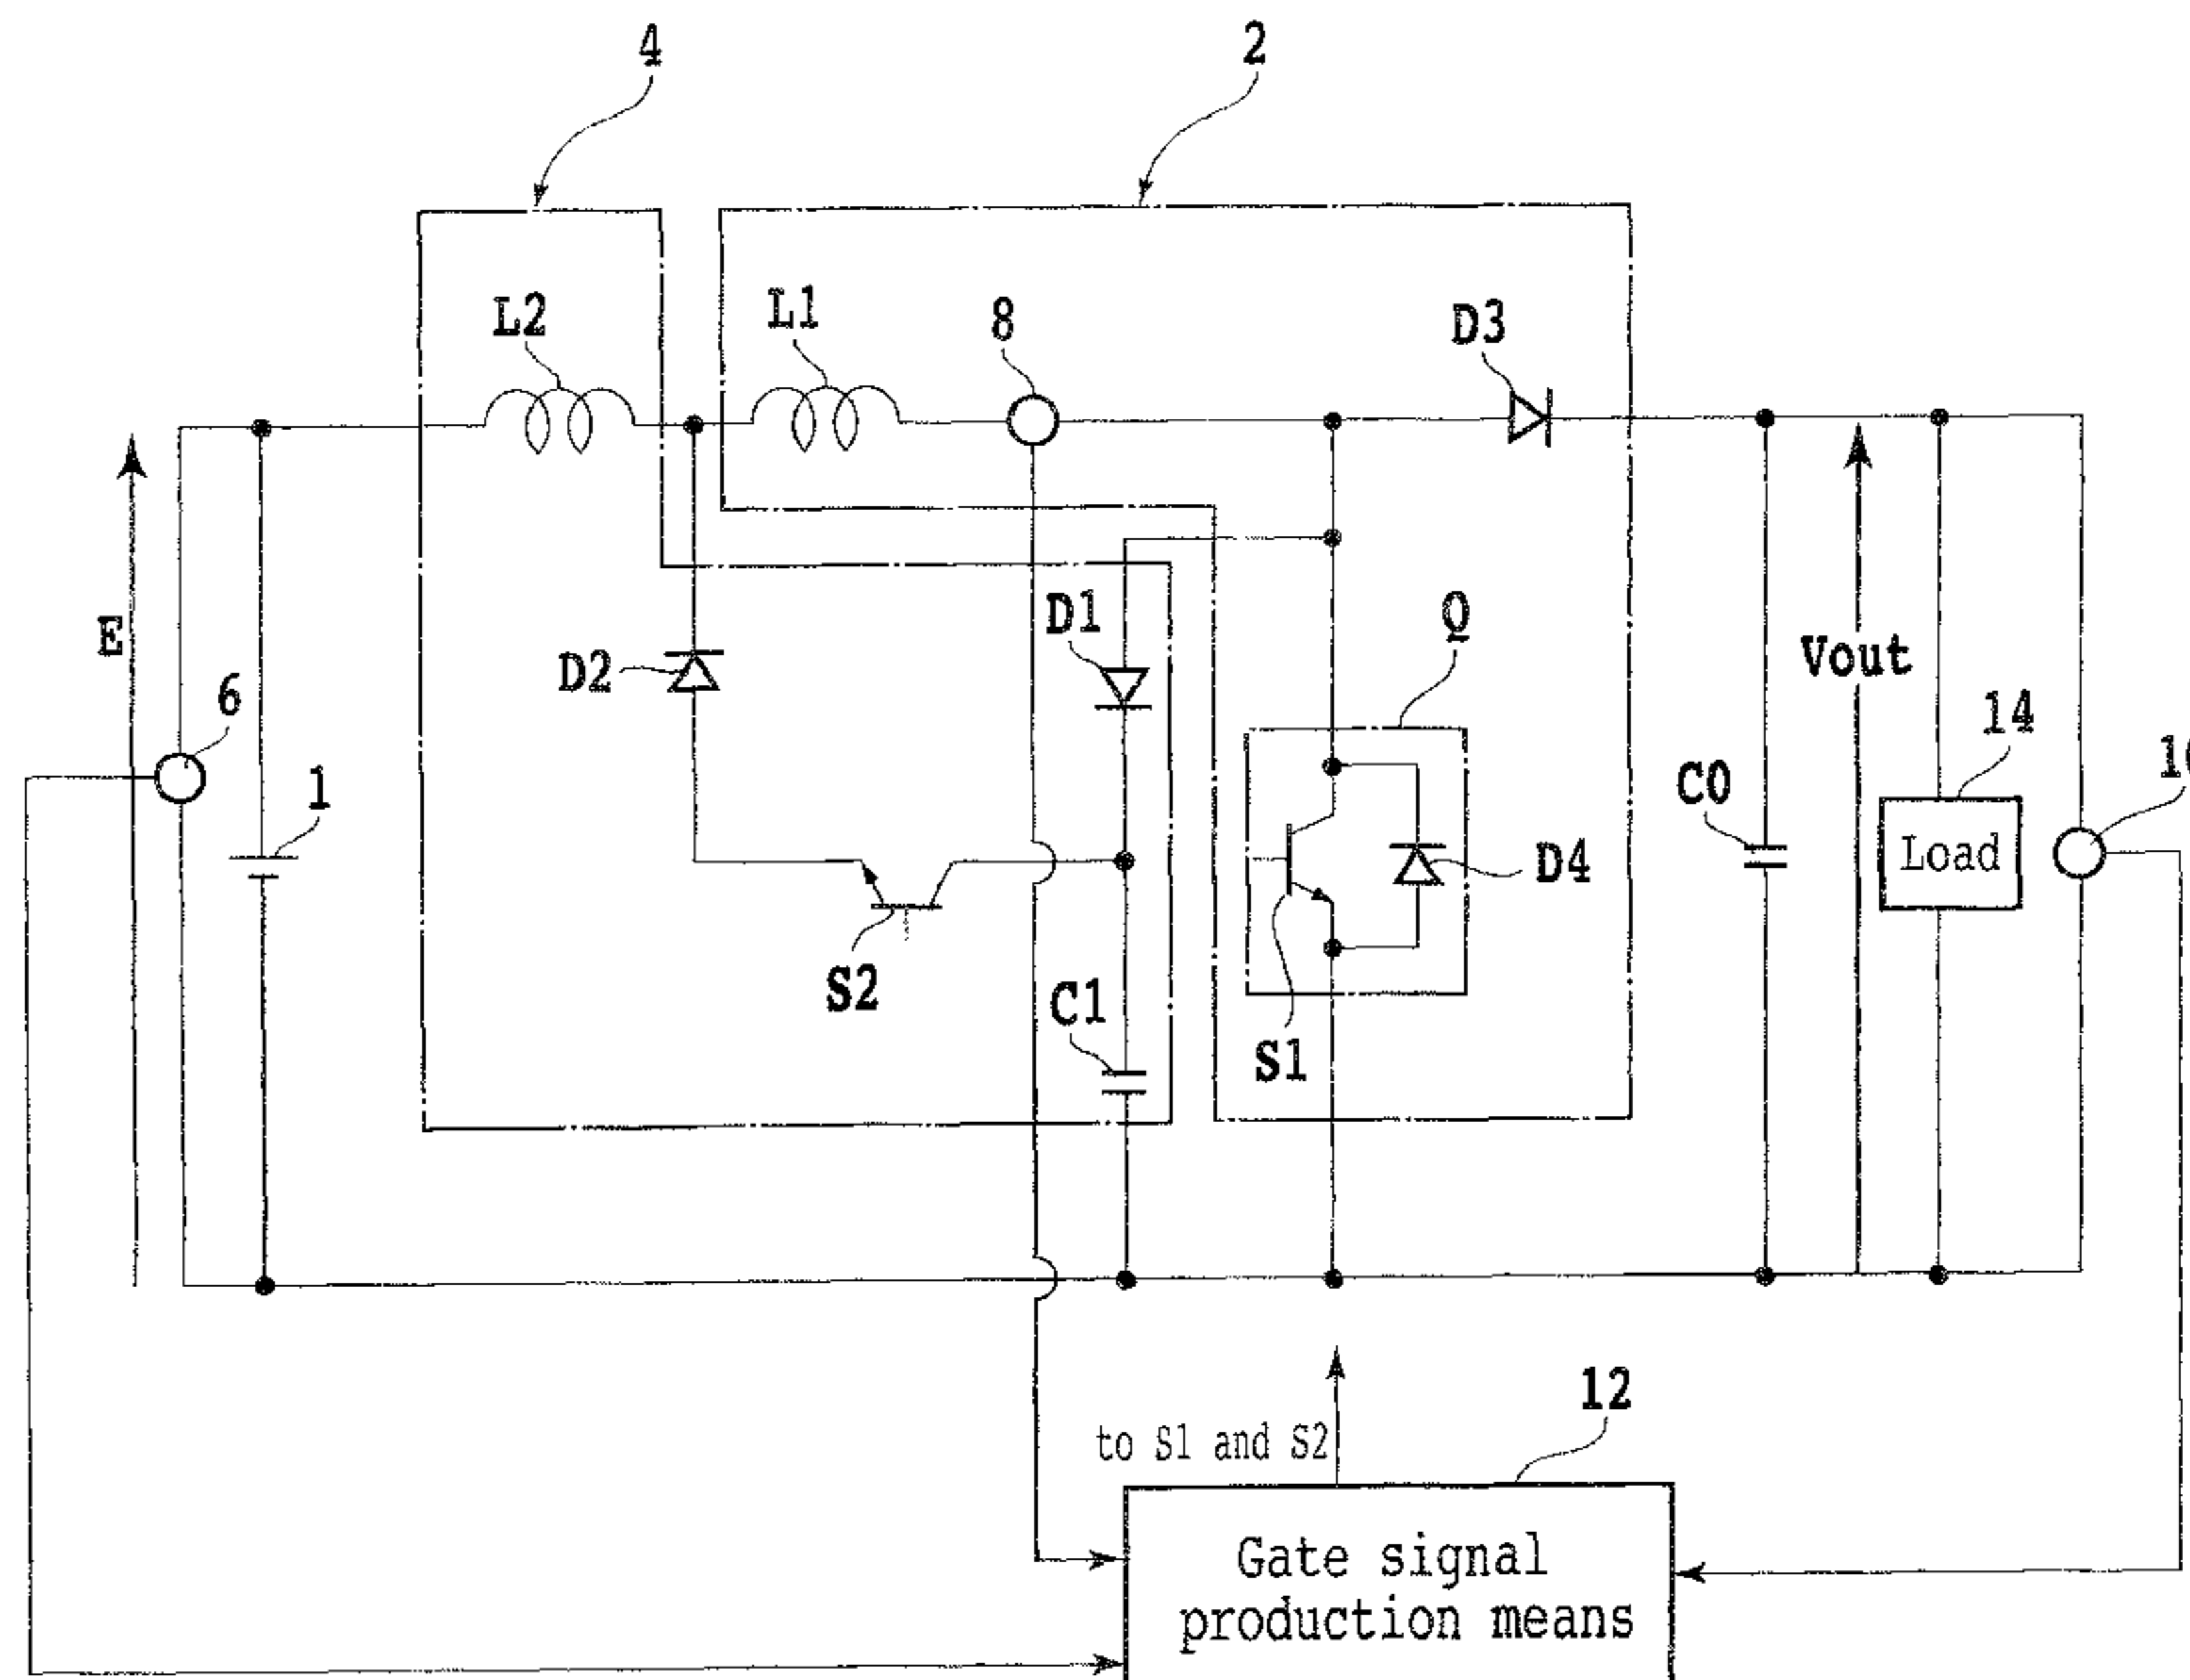 4
2
L2
L1
8
D3
E
6
1
D2
D1
Q
Vout
14
C0
Load
D4
S2
C1
S1
12
to S1 and S2
Gate signal
production means